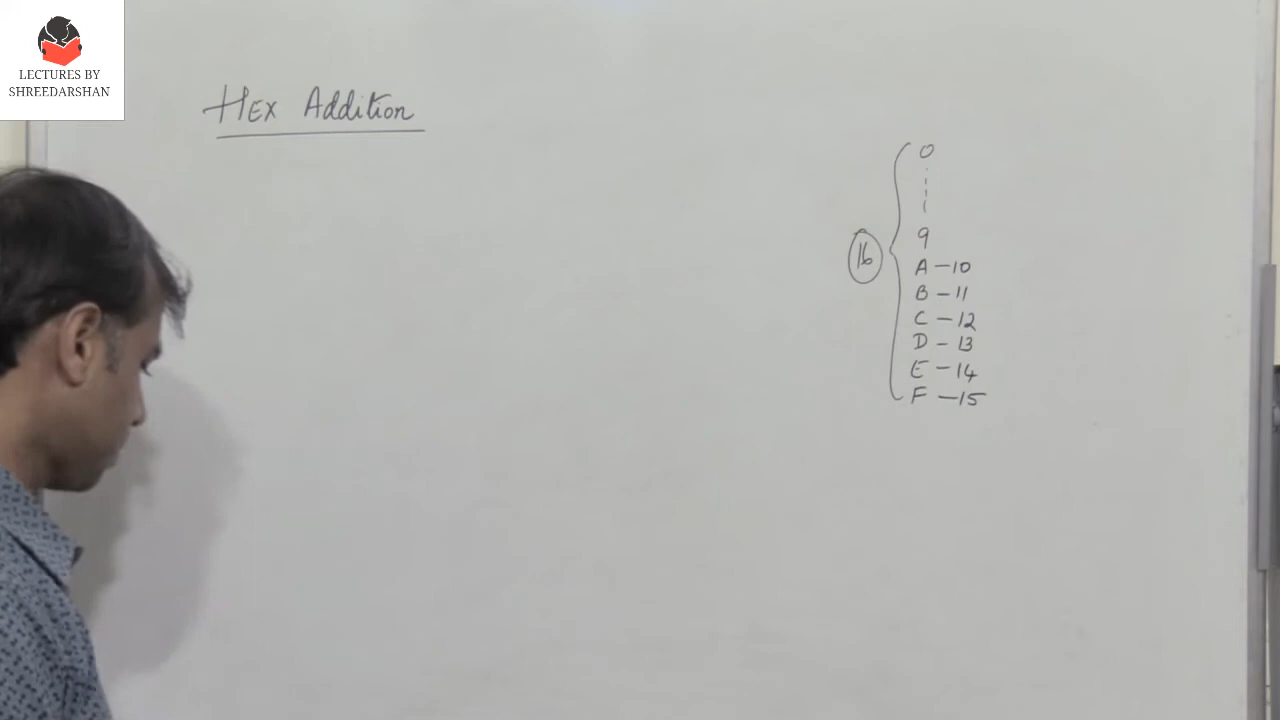 LECTURES BY
SHREEDARSHAN
HEX Addition
0
9
16
A - 10
B - 11
C - 12
D - 13
E - 14
F - 15